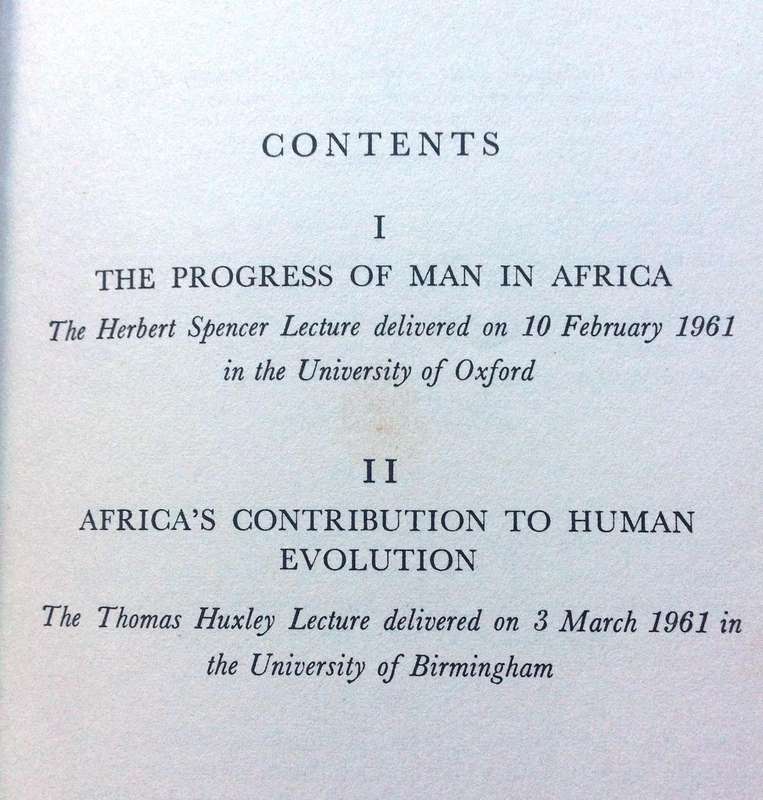 CONTENTS
I
THE PROGRESS OF MAN IN AFRICA
The Herbert Spencer Lecture delivered on 10 February 1961
in the University of Oxford
II
AFRICA'S CONTRIBUTION TO HUMAN
EVOLUTION
The Thomas Huxley Lecture delivered on 3 March 1961 in
the University of Birmingham